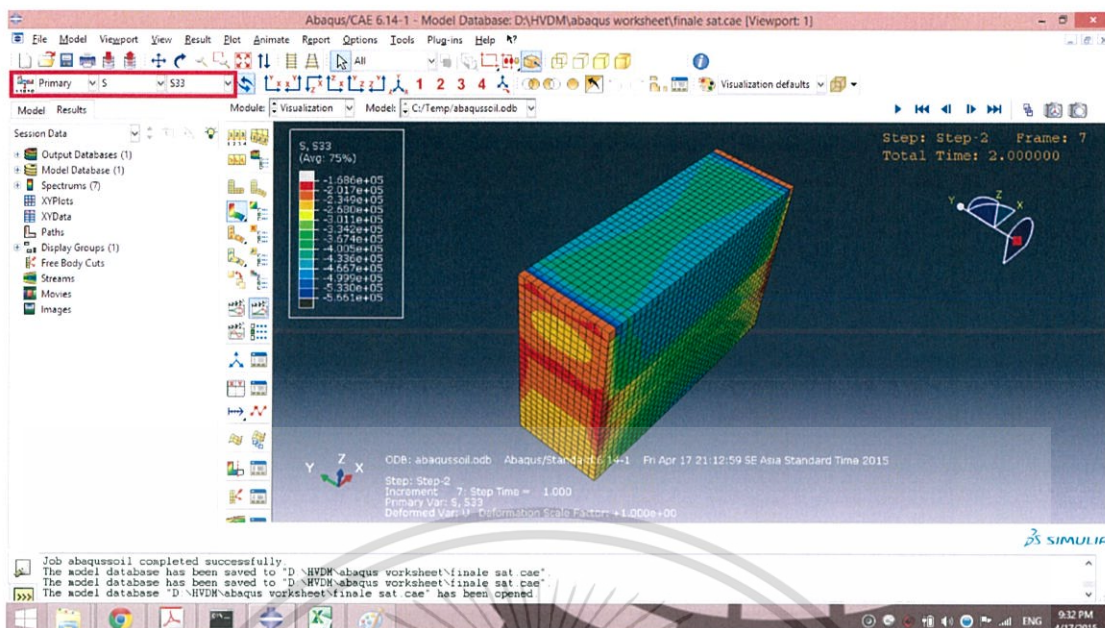 Abaqus/CAE 6.14-1 - Model Database: D:\HVDM\abaqus worksheet\finale sat.cae [Viewport: 1]
File Model Viewport View Result Plot Animate Report Options Tools Plug-ins Help
All
Primary S S33 1 2 3 4 Visualization defaults
Model Results Module: Visualization Model: C:/Temp/abaqussoil.odb
Session Data
Output Databases (1)
Model Database (1)
Spectrums (7)
XYPlots
XYData
Paths
Display Groups (1)
Free Body Cuts
Streams
Movies
Images
S, S33
(Avg: 75%)
-1.686e+05
-2.017e+05
-2.349e+05
-2.680e+05
-3.011e+05
-3.342e+05
-3.674e+05
-4.005e+05
-4.336e+05
-4.667e+05
-4.999e+05
-5.330e+05
-5.661e+05
Step: Step-2 Frame: 7
Total Time: 2.000000
Y Z X
Y Z X
ODB: abaqussoil.odb Abaqus/Standard 6.14-1 Fri Apr 17 21:12:59 SE Asia Standard Time 2015
Step: Step-2
Increment 7: Step Time = 1.000
Primary Var: S, S33
Deformed Var: U Deformation Scale Factor: +1.000e+00
SIMULIA
Job abaqussoil completed successfully.
The model database has been saved to "D:\HVDM\abaqus worksheet\finale sat.cae".
The model database has been saved to "D:\HVDM\abaqus worksheet\finale sat.cae".
The model database "D:\HVDM\abaqus worksheet\finale sat.cae" has been opened.
ENG 9:32 PM
4/17/2015